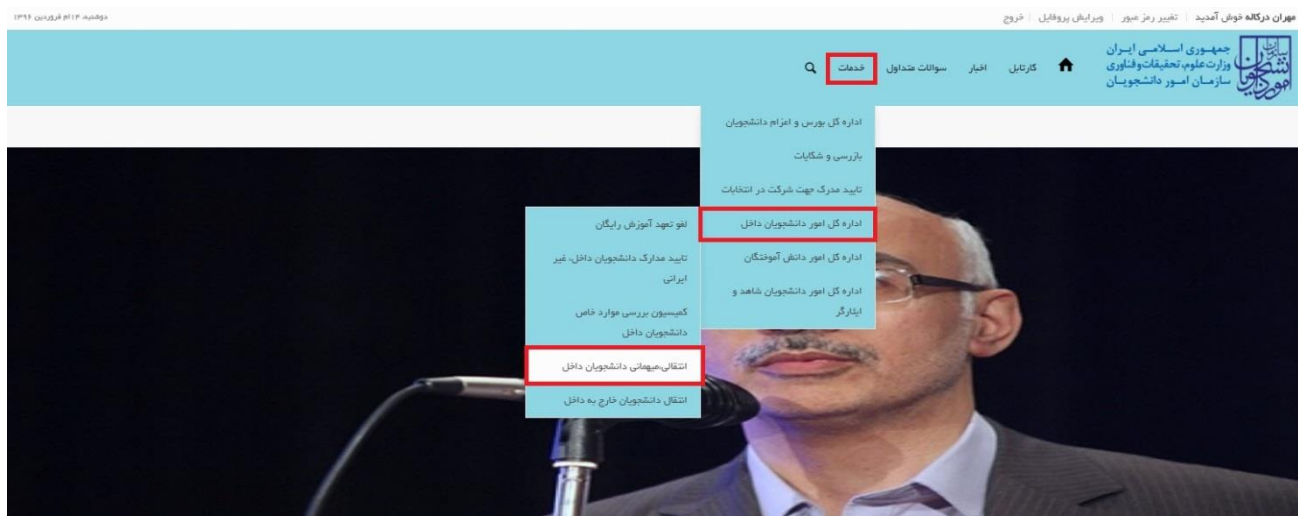 مهران درکاله خوش آمدید | تغییر رمز عبور | ویرایش پروفایل | خروج
دوشنبه, ۱۴ام فروردین ۱۳۹۶
سازمان
امور دانشجویان
جمهوری اسلامی ایران
وزارت علوم، تحقیقات و فناوری
سازمان امور دانشجویان
کارتابل اخبار سوالات متداول خدمات
اداره کل بورس و اعزام دانشجویان
بازرسی و شکایات
تایید مدرک جهت شرکت در انتخابات
اداره کل امور دانشجویان داخل
اداره کل امور دانش آموختگان
اداره کل امور دانشجویان شاهد و
ایثارگر
لغو تعهد آموزش رایگان
تایید مدارک دانشجویان داخل، غیر
ایرانی
کمیسیون بررسی موارد خاص
دانشجویان داخل
انتقالی،میهمانی دانشجویان داخل
انتقال دانشجویان خارج به داخل